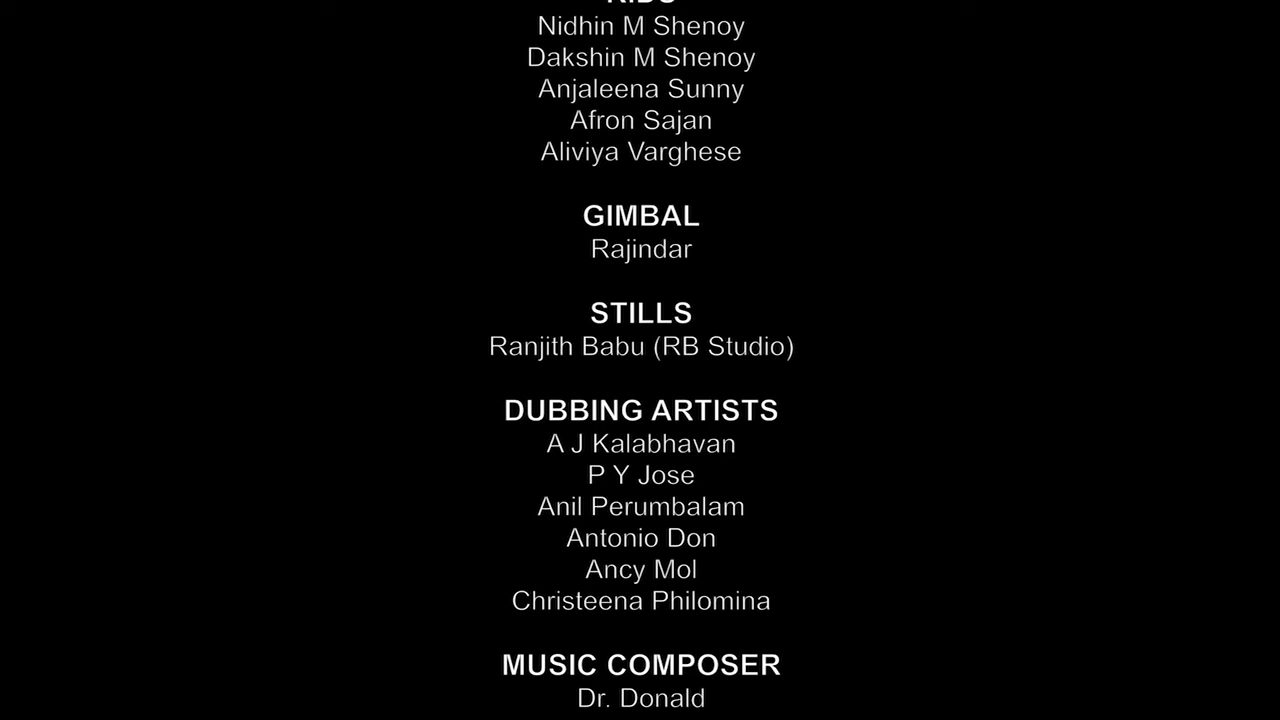 KIDS
Nidhin M Shenoy
Dakshin M Shenoy
Anjaleena Sunny
Afron Sajan
Aliviya Varghese
GIMBAL
Rajindar
STILLS
Ranjith Babu (RB Studio)
DUBBING ARTISTS
A J Kalabhavan
P Y Jose
Anil Perumbalam
Antonio Don
Ancy Mol
Christeena Philomina
MUSIC COMPOSER
Dr. Donald